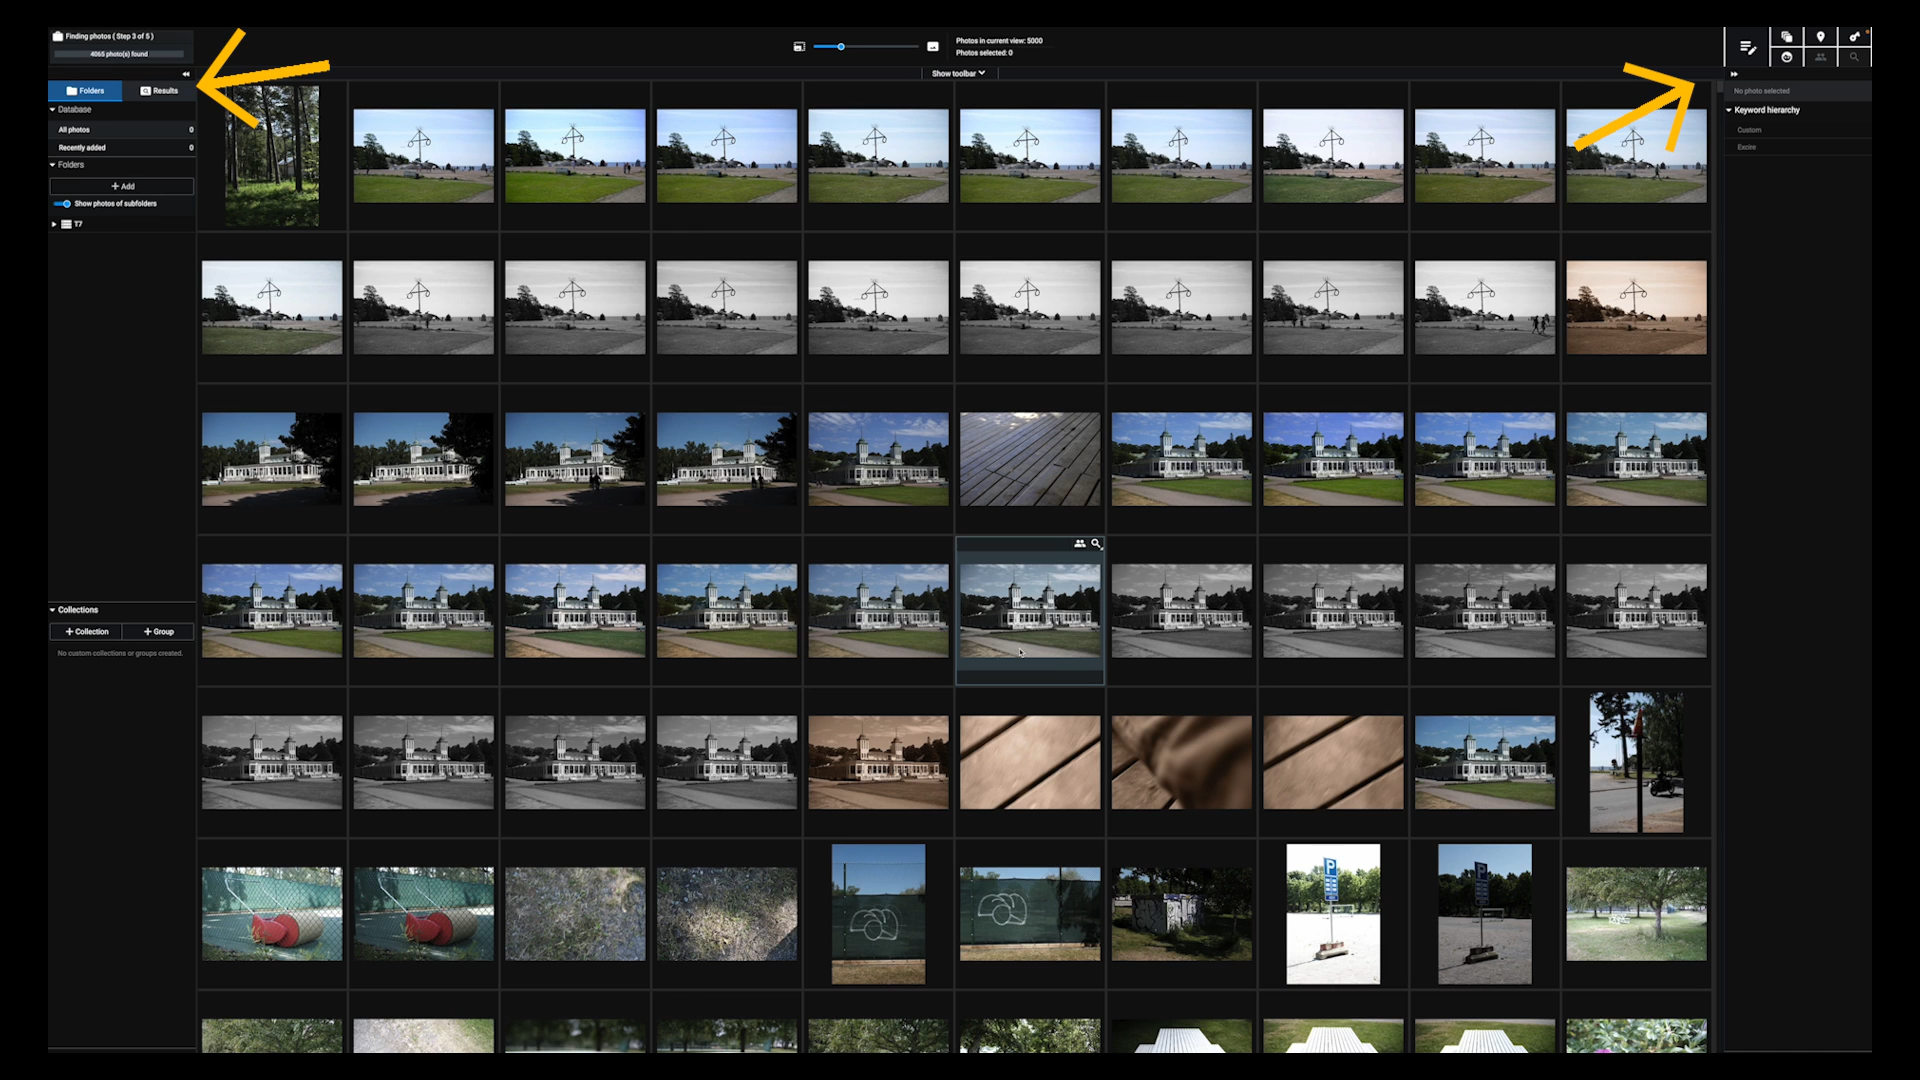 Finding photos ( Step 3 of 5 )
4065 photo(s) found
Photos in current view: 5000
Photos selected: 0
Show toolbar
Folders
Results
Database
All photos 0
Recently added 0
Folders
+ Add
Show photos of subfolders
T7
Collections
+ Collection
+ Group
No custom collections or groups created.
No photo selected
Keyword hierarchy
Custom
Excire
P
P